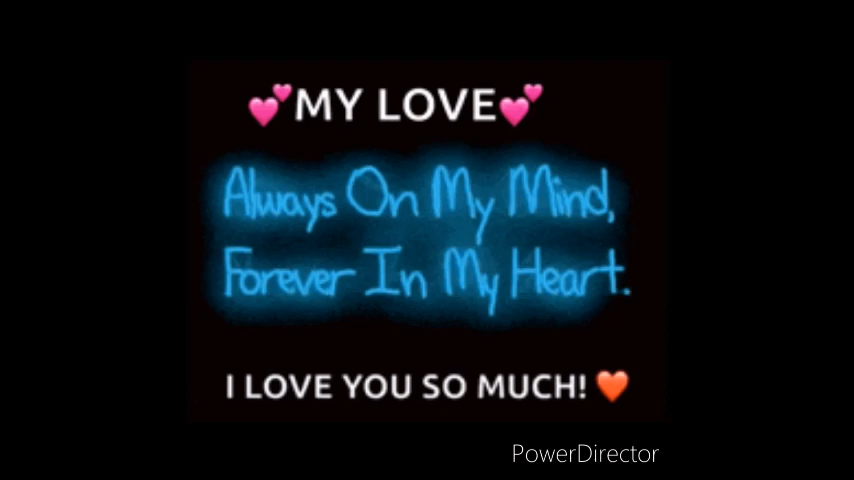 💕MY LOVE💕
Always On My Mind,
Forever In My Heart.
I LOVE YOU SO MUCH! 🧡
PowerDirector